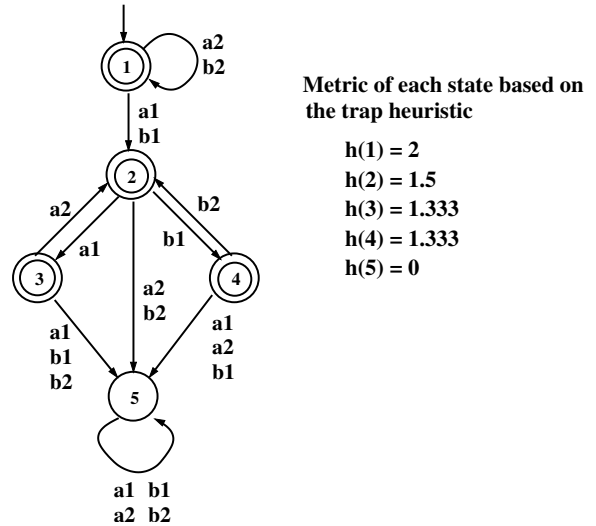 1
a2
b2
a1
b1
2
a2
a1
b1
b2
3
4
a2
b2
a1
b1
b2
a1
a2
b1
5
a1 b1
a2 b2
Metric of each state based on
the trap heuristic
h(1) = 2
h(2) = 1.5
h(3) = 1.333
h(4) = 1.333
h(5) = 0